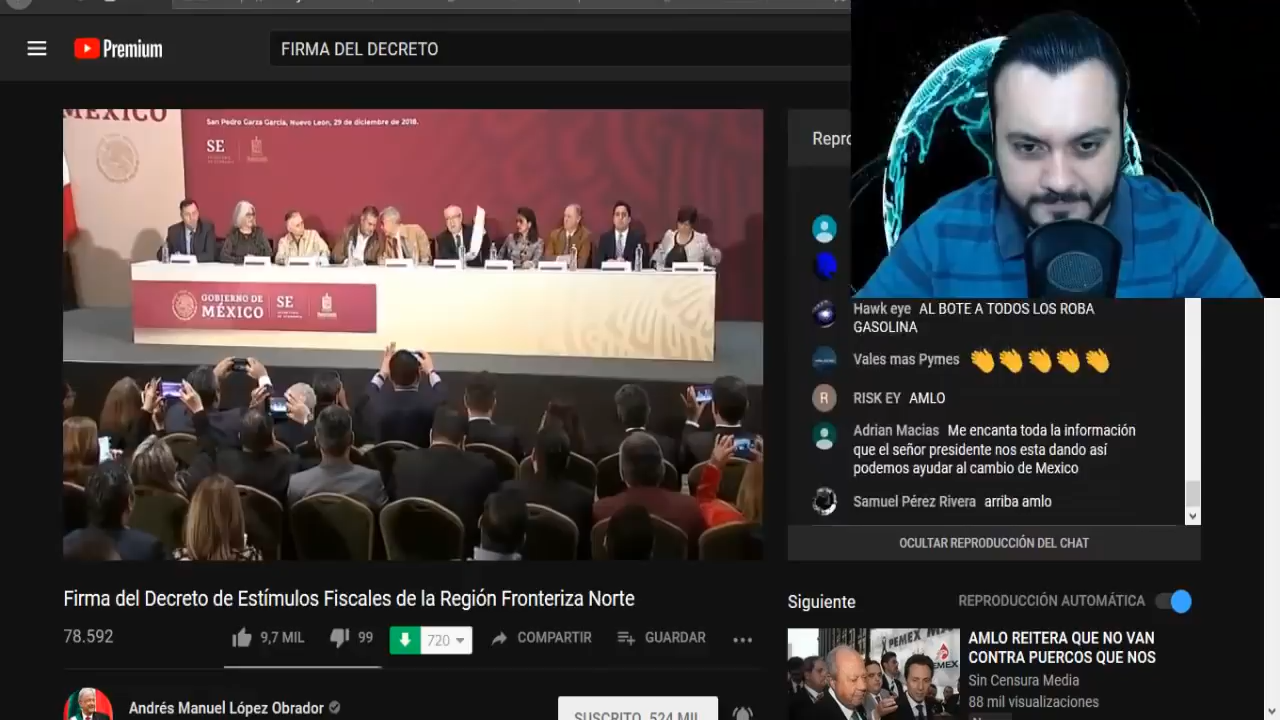 Premium
FIRMA DEL DECRETO
MÉXICO
San Pedro Garza García, Nuevo León, 29 de diciembre de 2018.
SE
GOBIERNO DE
MÉXICO
SE
Repro
Hawk eye AL BOTE A TODOS LOS ROBA
GASOLINA
Vales mas Pymes 👏👏👏👏👏
R RISK EY AMLO
Adrian Macias Me encanta toda la información
que el señor presidente nos esta dando así
podemos ayudar al cambio de Mexico
Samuel Pérez Rivera arriba amlo
OCULTAR REPRODUCCIÓN DEL CHAT
Firma del Decreto de Estímulos Fiscales de la Región Fronteriza Norte
78.592
9,7 MIL
99
720
COMPARTIR
GUARDAR
Siguiente
REPRODUCCIÓN AUTOMÁTICA
PEMEX
AMLO REITERA QUE NO VAN
CONTRA PUERCOS QUE NOS
Sin Censura Media
88 mil visualizaciones
Andrés Manuel López Obrador
SUSCRITO 524 MIL